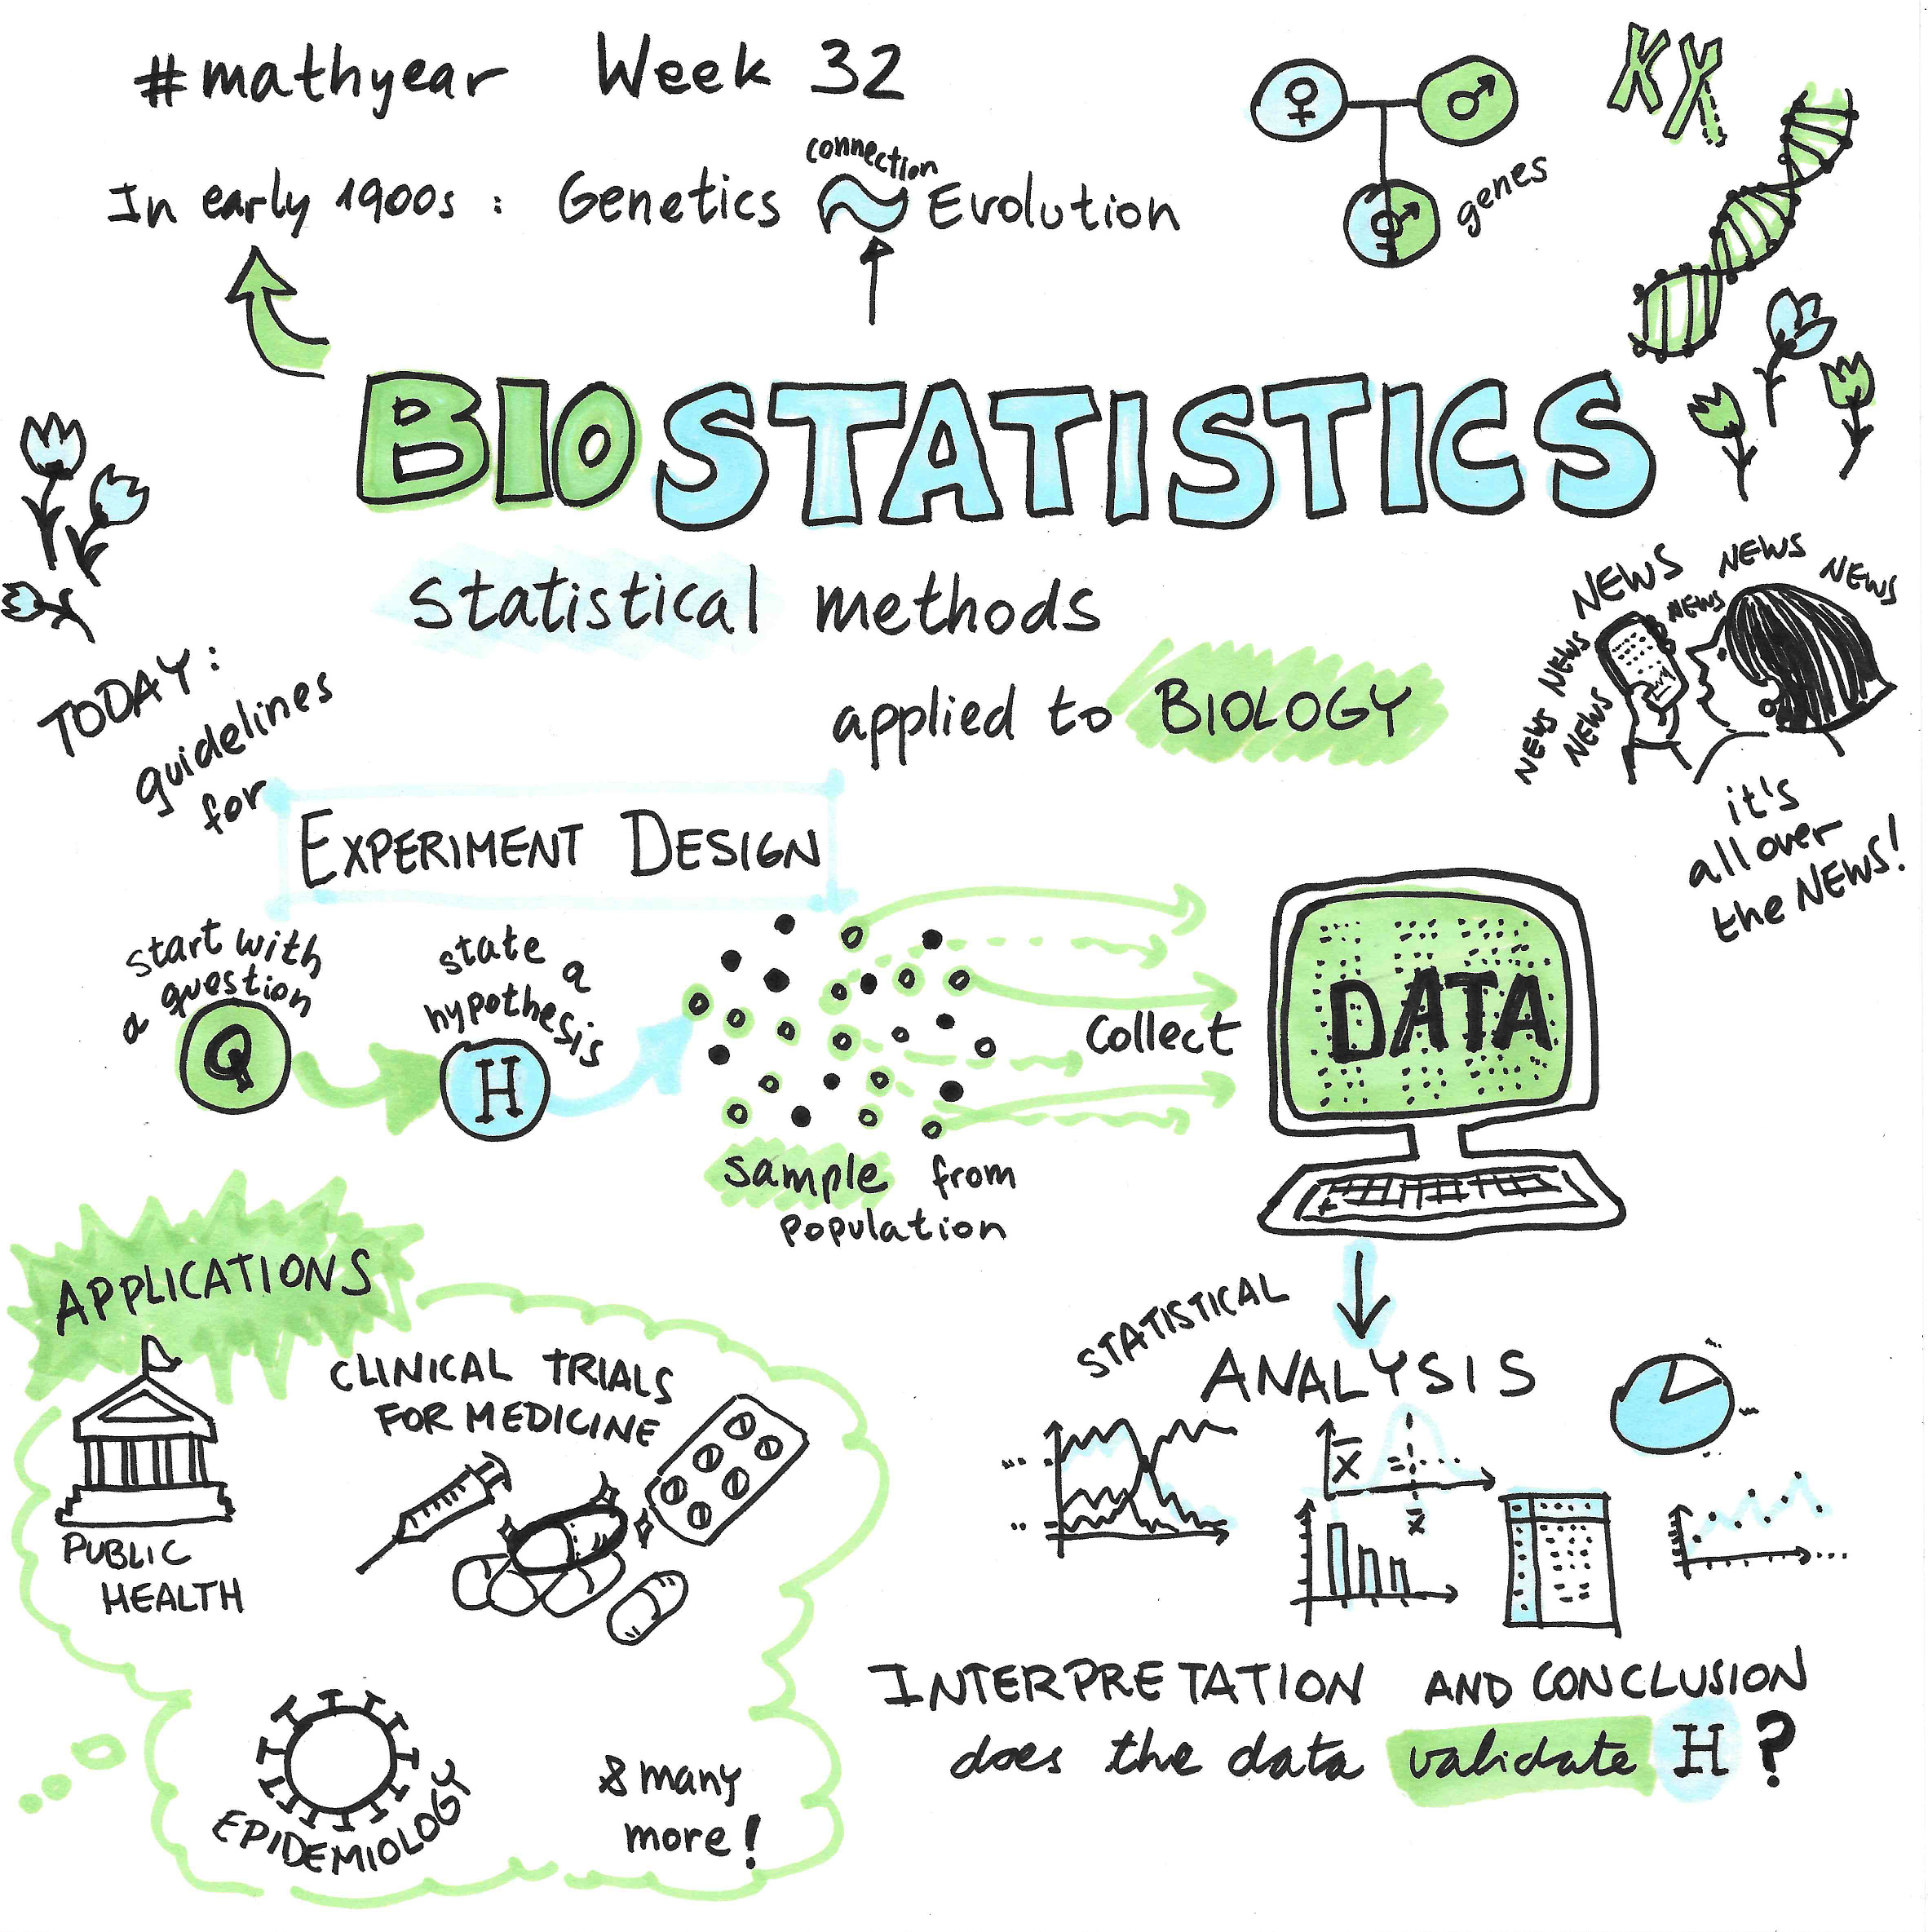 #mathyear Week 32
connection
In early 1900s : Genetics ~ Evolution
genes
BIOSTATISTICS
statistical methods
applied to BIOLOGY
NEWS
NEWS
NEWS
NEWS
NEWS
NEWS
NEWS
it's
all over
the NEWS!
TODAY:
guidelines
for
EXPERIMENT DESIGN
start with
a question
Q
state a
hypothesis
H
sample from
population
collect
DATA
STATISTICAL
ANALYSIS
x̄
x̄
INTERPRETATION AND CONCLUSION
does the data validate H ?
APPLICATIONS
PUBLIC
HEALTH
CLINICAL TRIALS
FOR MEDICINE
EPIDEMIOLOGY
& many
more!